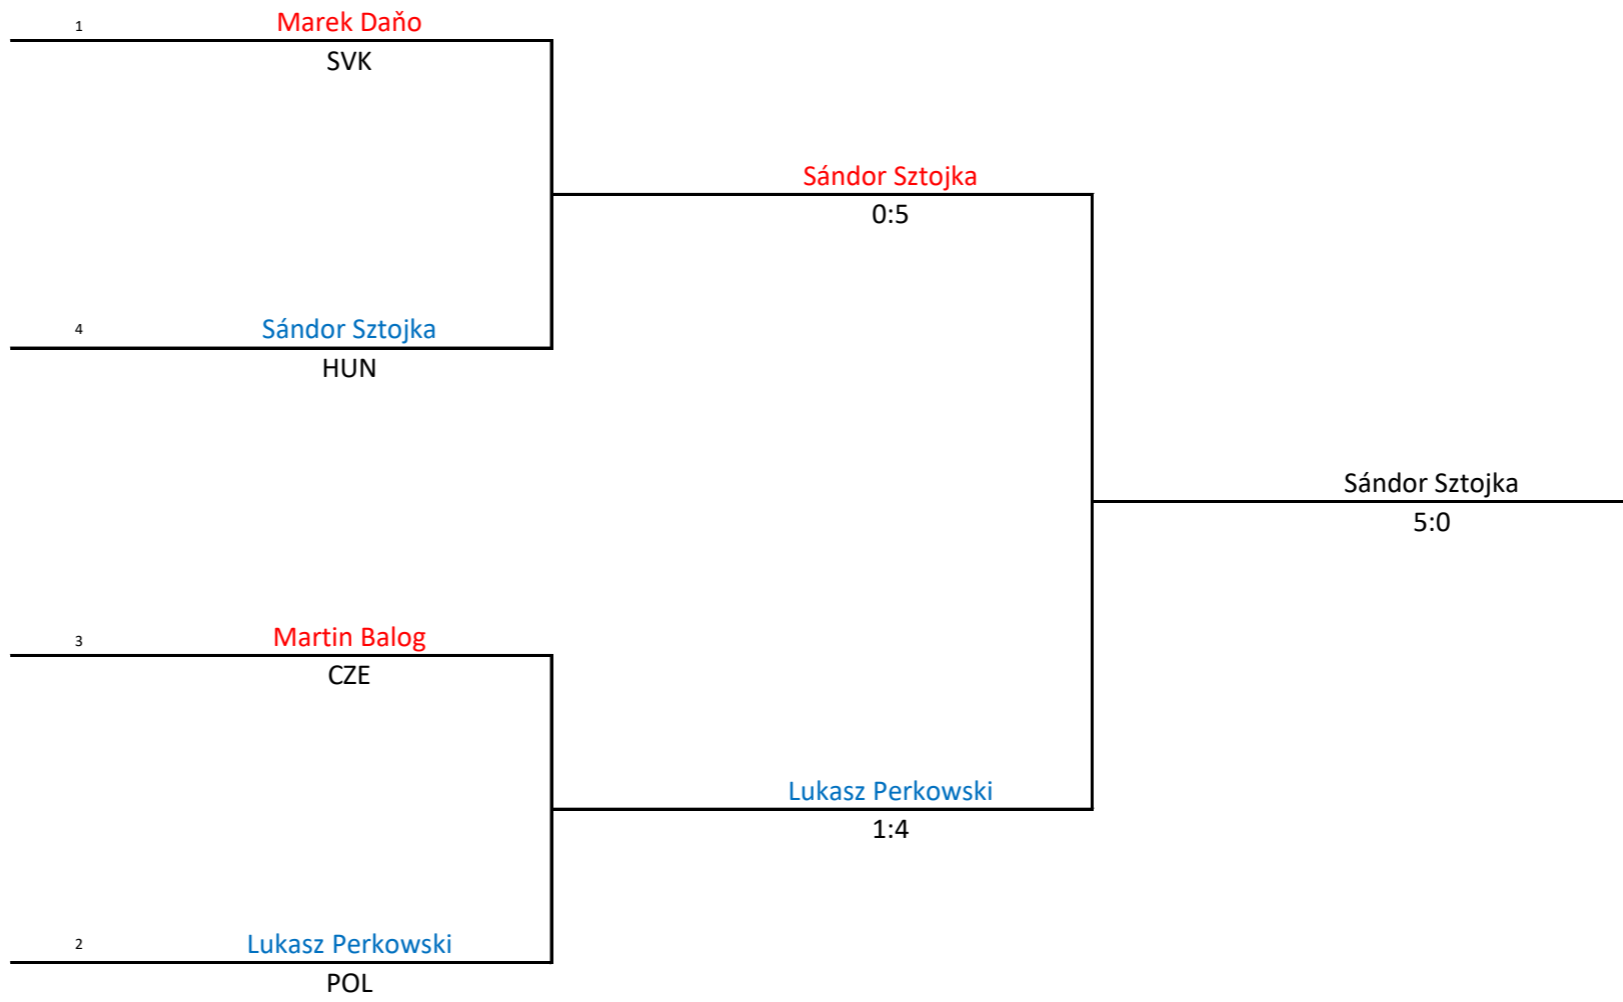 1
Marek Daňo
SVK
Sándor Sztojka
0:5
4
Sándor Sztojka
HUN
Sándor Sztojka
5:0
3
Martin Balog
CZE
Lukasz Perkowski
1:4
2
Lukasz Perkowski
POL